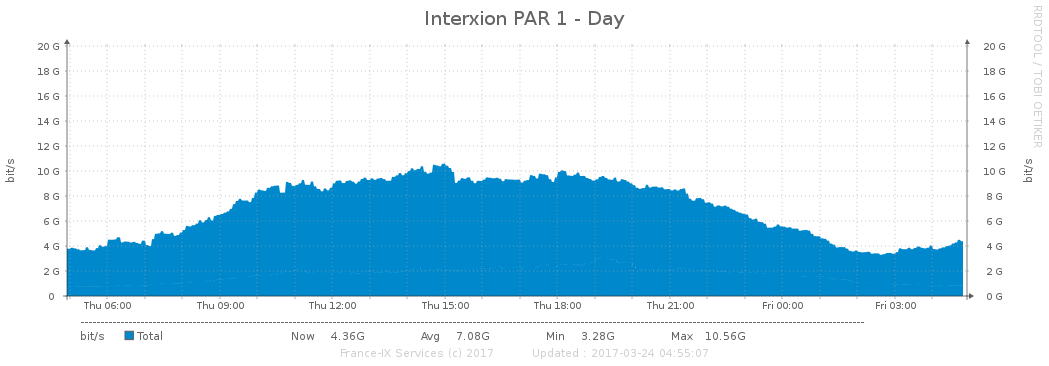 Interxion PAR 1 - Day
RRDTOOL / TOBI OETIKER
20 G 20 G
18 G 18 G
16 G 16 G
14 G 14 G
12 G 12 G
10 G 10 G
8 G 8 G
6 G 6 G
4 G 4 G
2 G 2 G
0 0 G
bit/s
bit/s
Thu 06:00 Thu 09:00 Thu 12:00 Thu 15:00 Thu 18:00 Thu 21:00 Fri 00:00 Fri 03:00
bit/s Total Now 4.36G Avg 7.08G Min 3.28G Max 10.56G
France-IX Services (c) 2017 Updated : 2017-03-24 04:55:07